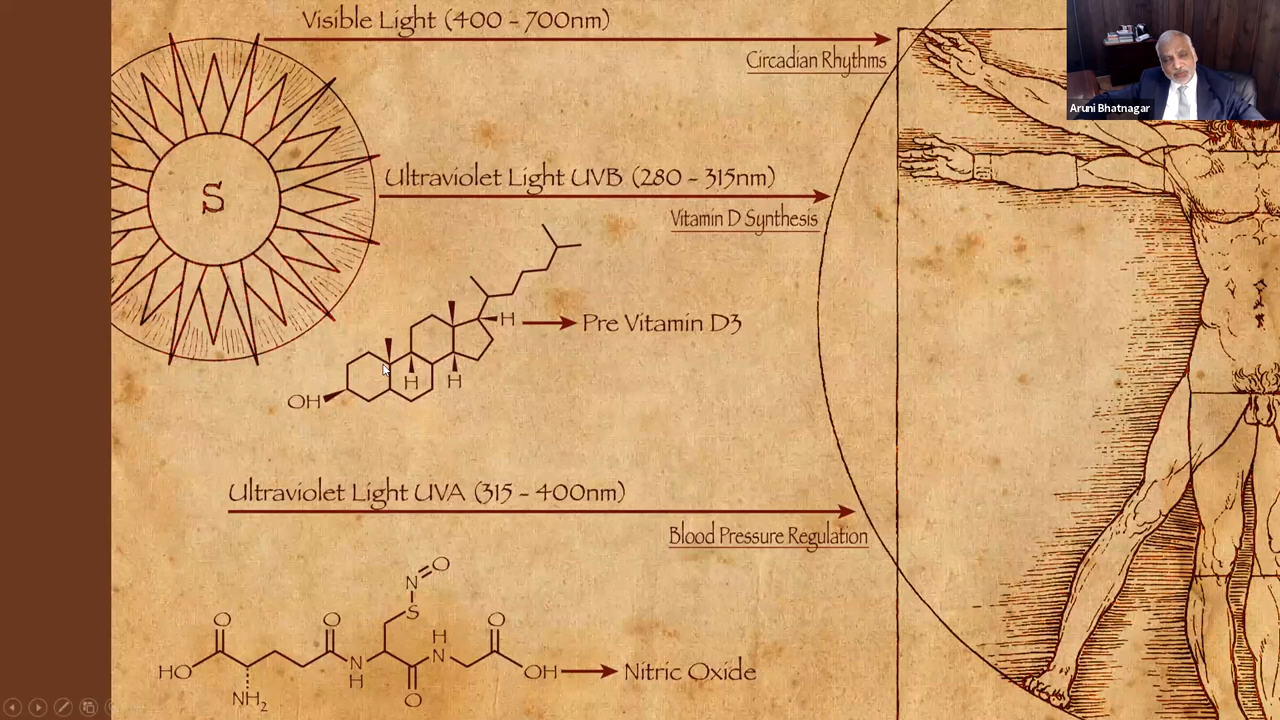 Visible Light (400 - 700nm)
Circadian Rhythms
Aruni Bhatnagar
S
Ultraviolet Light UVB (280 - 315nm)
Vitamin D Synthesis
H
Pre Vitamin D3
H
H
OH
Ultraviolet Light UVA (315 - 400nm)
Blood Pressure Regulation
O
N
S
O
O
H
N
O
HO
N
H
OH
Nitric Oxide
NH2
O